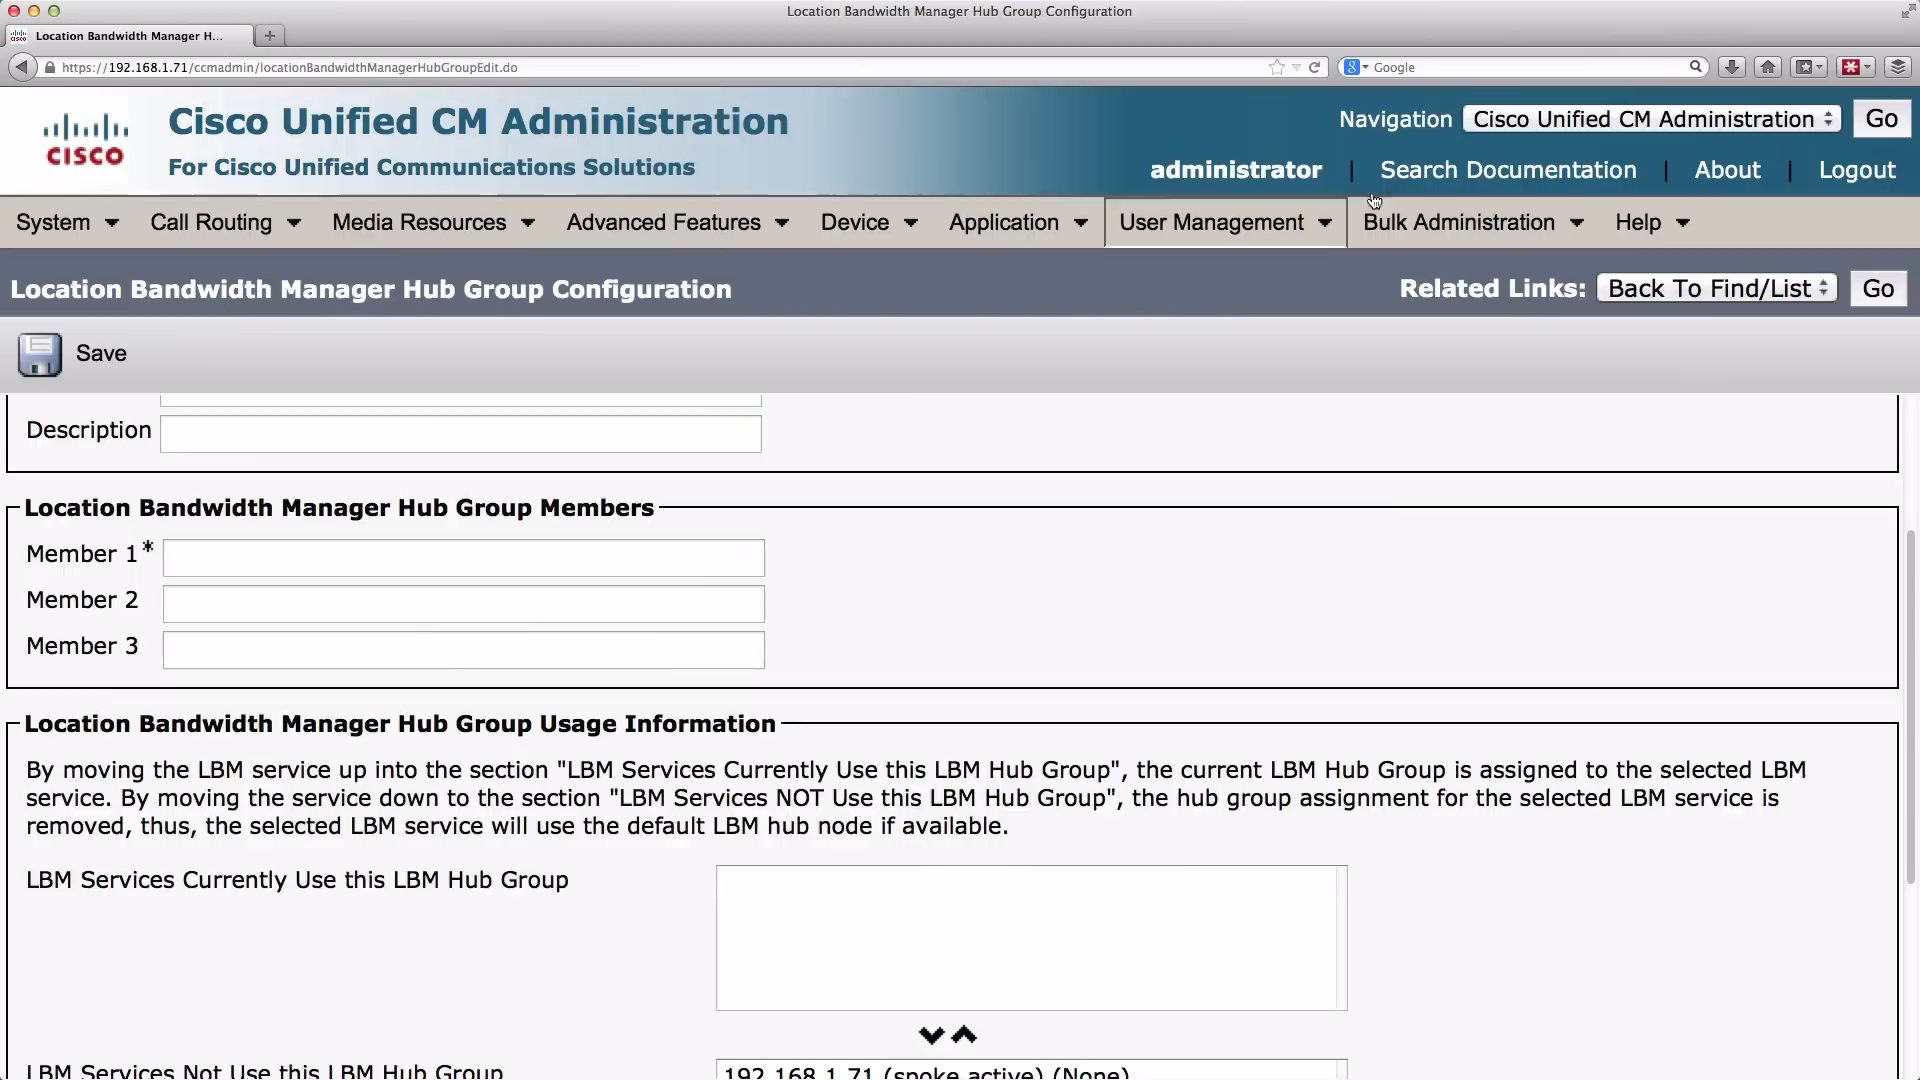 Location Bandwidth Manager Hub Group Configuration
Location Bandwidth Manager H...
https://192.168.1.71/ccmadmin/locationBandwidthManagerHubGroupEdit.do
Google
CISCO
Cisco Unified CM Administration
For Cisco Unified Communications Solutions
Navigation Cisco Unified CM Administration Go
administrator | Search Documentation | About | Logout
System Call Routing Media Resources Advanced Features Device Application User Management Bulk Administration Help
Location Bandwidth Manager Hub Group Configuration
Related Links: Back To Find/List Go
Save
Description
Location Bandwidth Manager Hub Group Members
Member 1*
Member 2
Member 3
Location Bandwidth Manager Hub Group Usage Information
By moving the LBM service up into the section "LBM Services Currently Use this LBM Hub Group", the current LBM Hub Group is assigned to the selected LBM
service. By moving the service down to the section "LBM Services NOT Use this LBM Hub Group", the hub group assignment for the selected LBM service is
removed, thus, the selected LBM service will use the default LBM hub node if available.
LBM Services Currently Use this LBM Hub Group
LBM Services Not Use this LBM Hub Group
192.168.1.71 (spoke active) (None)